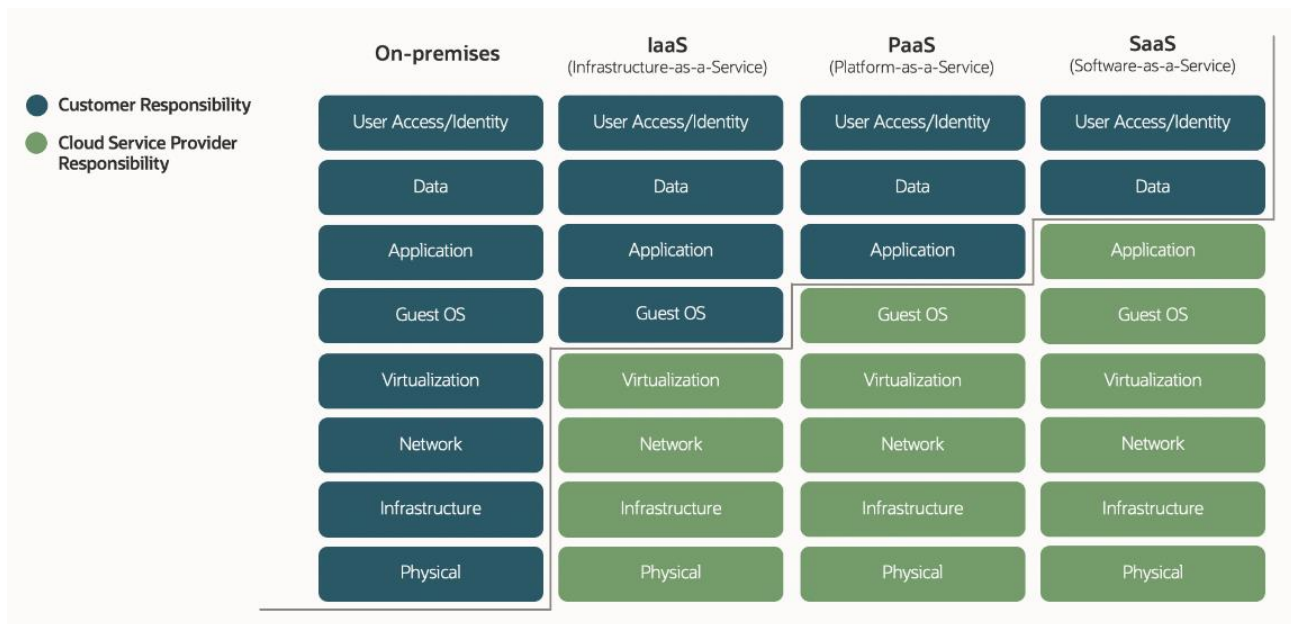 On-premises
IaaS
(Infrastructure-as-a-Service)
PaaS
(Platform-as-a-Service)
SaaS
(Software-as-a-Service)
Customer Responsibility
Cloud Service Provider
Responsibility
User Access/Identity
User Access/Identity
User Access/Identity
User Access/Identity
Data
Data
Data
Data
Application
Application
Application
Application
Guest OS
Guest OS
Guest OS
Guest OS
Virtualization
Virtualization
Virtualization
Virtualization
Network
Network
Network
Network
Infrastructure
Infrastructure
Infrastructure
Infrastructure
Physical
Physical
Physical
Physical